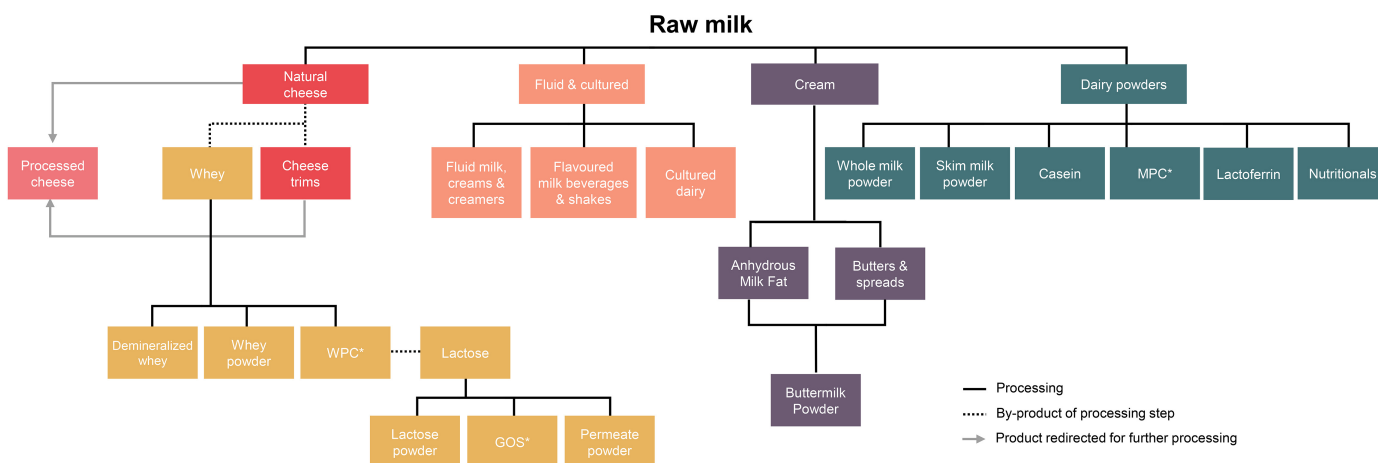 Raw milk
Natural
cheese
Fluid & cultured
Cream
Dairy powders
Processed
cheese
Whey
Cheese
trims
Fluid milk,
creams &
creamers
Flavoured
milk beverages
& shakes
Cultured
dairy
Whole milk
powder
Skim milk
powder
Casein
MPC*
Lactoferrin
Nutritionals
Anhydrous
Milk Fat
Butters &
spreads
Demineralized
whey
Whey
powder
WPC*
Lactose
Buttermilk
Powder
Lactose
powder
GOS*
Permeate
powder
Processing
By-product of processing step
Product redirected for further processing